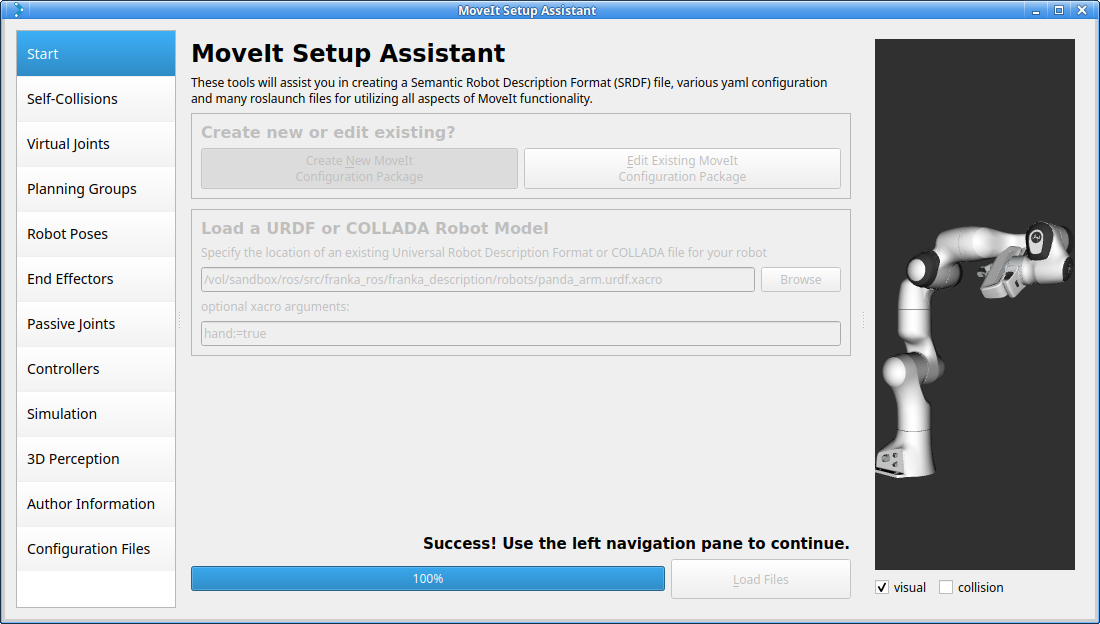 MoveIt Setup Assistant
Start
Self-Collisions
Virtual Joints
Planning Groups
Robot Poses
End Effectors
Passive Joints
Controllers
Simulation
3D Perception
Author Information
Configuration Files
MoveIt Setup Assistant
These tools will assist you in creating a Semantic Robot Description Format (SRDF) file, various yaml configuration
and many roslaunch files for utilizing all aspects of MoveIt functionality.
Create new or edit existing?
Create New MoveIt
Configuration Package
Edit Existing MoveIt
Configuration Package
Load a URDF or COLLADA Robot Model
Specify the location of an existing Universal Robot Description Format or COLLADA file for your robot
/vol/sandbox/ros/src/franka_ros/franka_description/robots/panda_arm.urdf.xacro
Browse
optional xacro arguments:
hand:=true
Success! Use the left navigation pane to continue.
100%
Load Files
visual
collision